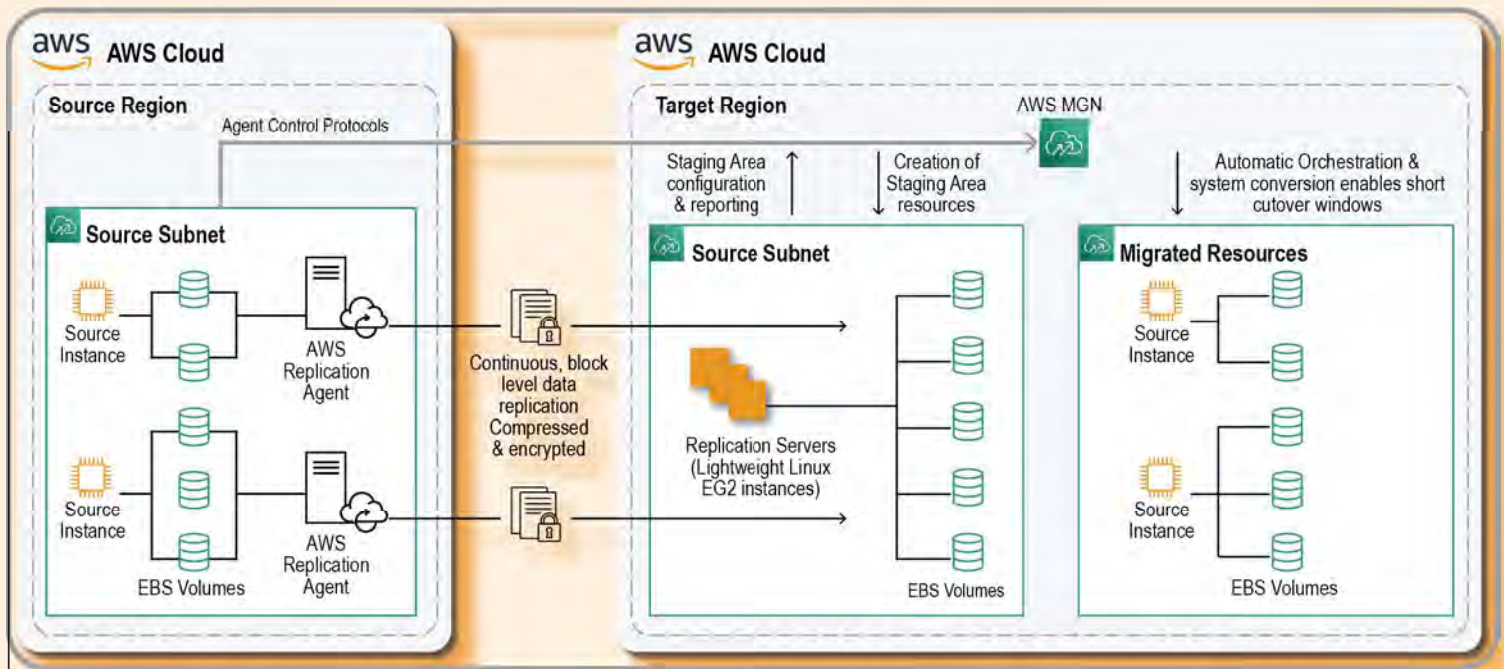 aws
AWS Cloud
Source Region
Agent Control Protocols
Source Subnet
Source
Instance
AWS
Replication
Agent
Source
Instance
EBS Volumes
AWS
Replication
Agent
Continuous, block
level data
replication
Compressed
& encrypted
aws
AWS Cloud
Target Region
AWS MGN
Staging Area
configuration
& reporting
Creation of
Staging Area
resources
Automatic Orchestration &
system conversion enables short
cutover windows
Source Subnet
Replication Servers
(Lightweight Linux
EG2 instances)
EBS Volumes
Migrated Resources
Source
Instance
Source
Instance
EBS Volumes